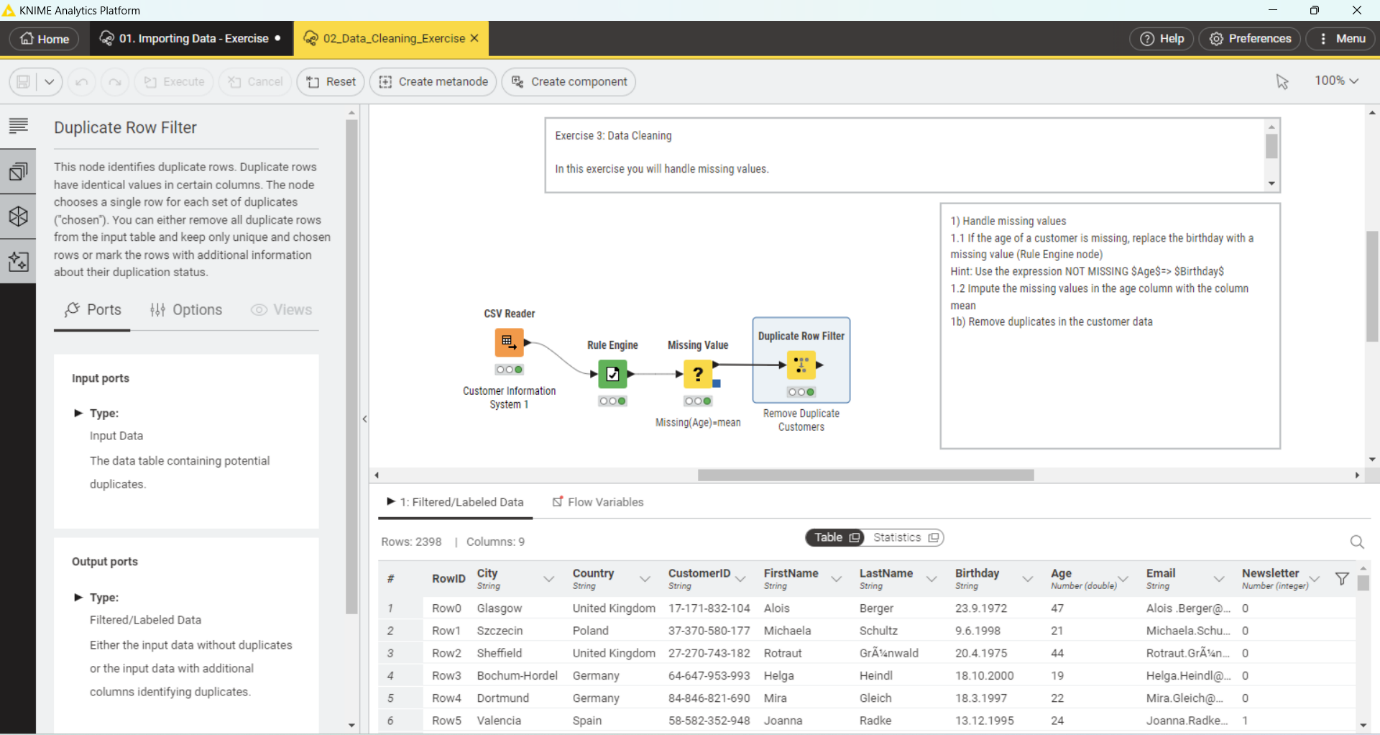 KNIME Analytics Platform
Home
01. Importing Data - Exercise
02_Data_Cleaning_Exercise
Help
Preferences
Menu
Execute
Cancel
Reset
Create metanode
Create component
100%
Duplicate Row Filter
This node identifies duplicate rows. Duplicate rows
have identical values in certain columns. The node
chooses a single row for each set of duplicates
("chosen"). You can either remove all duplicate rows
from the input table and keep only unique and chosen
rows or mark the rows with additional information
about their duplication status.
Ports Options Views
Input ports
Type:
Input Data
The data table containing potential
duplicates.
Output ports
Type:
Filtered/Labeled Data
Either the input data without duplicates
or the input data with additional
columns identifying duplicates.
Exercise 3: Data Cleaning
In this exercise you will handle missing values.
1) Handle missing values
1.1 If the age of a customer is missing, replace the birthday with a
missing value (Rule Engine node)
Hint: Use the expression NOT MISSING $Age$=> $Birthday$
1.2 Impute the missing values in the age column with the column
mean
1b) Remove duplicates in the customer data
CSV Reader
Customer Information
System 1
Rule Engine
Missing Value
?
Missing(Age)=mean
Duplicate Row Filter
Remove Duplicate
Customers
1: Filtered/Labeled Data
Flow Variables
Rows: 2398 | Columns: 9
Table
Statistics
# RowID City Country CustomerID FirstName LastName Birthday Age Email Newsletter
String String String String String String Number (double) String Number (integer)
1 Row0 Glasgow United Kingdom 17-171-832-104 Alois Berger 23.9.1972 47 Alois .Berger@... 0
2 Row1 Szczecin Poland 37-370-580-177 Michaela Schultz 9.6.1998 21 Michaela.Schu... 0
3 Row2 Sheffield United Kingdom 27-270-743-182 Rotraut GrÃ¼nwald 20.4.1975 44 Rotraut.GrÃ¼n... 0
4 Row3 Bochum-Hordel Germany 64-647-953-993 Helga Heindl 18.10.2000 19 Helga.Heindl@... 0
5 Row4 Dortmund Germany 84-846-821-690 Mira Gleich 18.3.1997 22 Mira.Gleich@... 0
6 Row5 Valencia Spain 58-582-352-948 Joanna Radke 13.12.1995 24 Joanna.Radke... 1